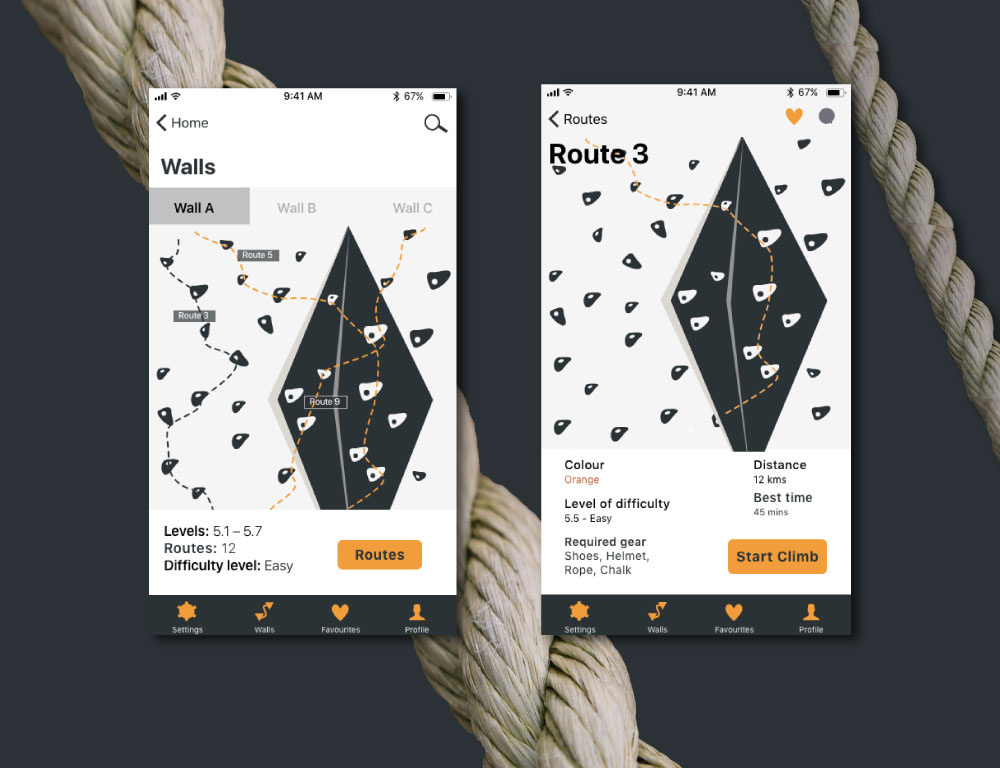 9:41 AM
67%
Home
Walls
Wall A
Wall B
Wall C
Route 5
Route 3
Route 9
Levels: 5.1 – 5.7
Routes: 12
Difficulty level: Easy
Routes
Settings
Walls
Favourites
Profile
9:41 AM
67%
Routes
Route 3
Colour
Orange
Level of difficulty
5.5 - Easy
Required gear
Shoes, Helmet,
Rope, Chalk
Distance
12 kms
Best time
45 mins
Start Climb
Settings
Walls
Favourites
Profile